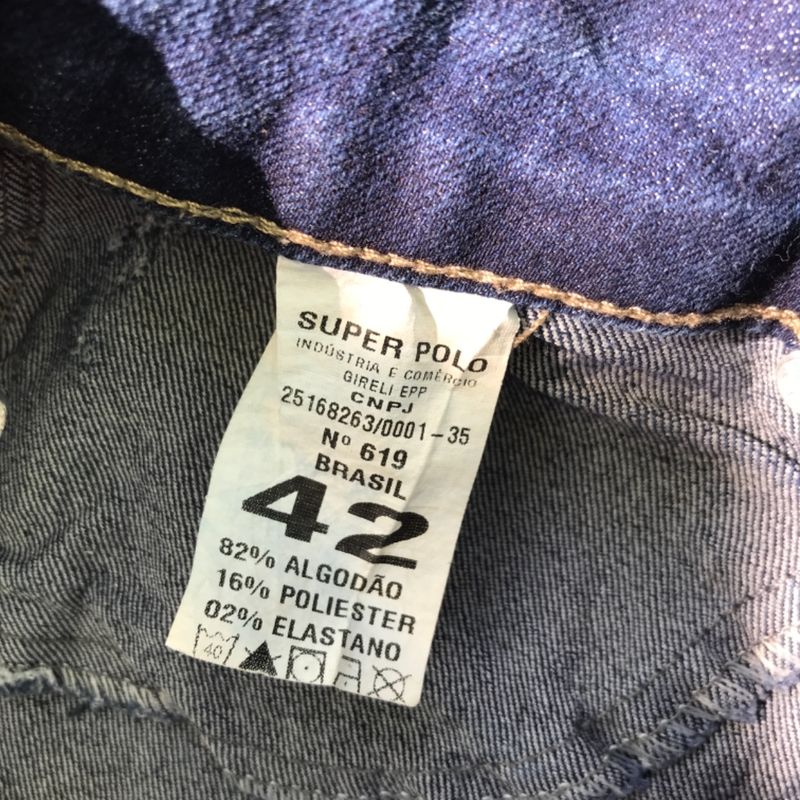 SUPER POLO
INDÚSTRIA E COMÉRCIO
GIRELI EPP
CNPJ
25168263/0001-35
Nº 619
BRASIL
42
82% ALGODÃO
16% POLIESTER
02% ELASTANO
40